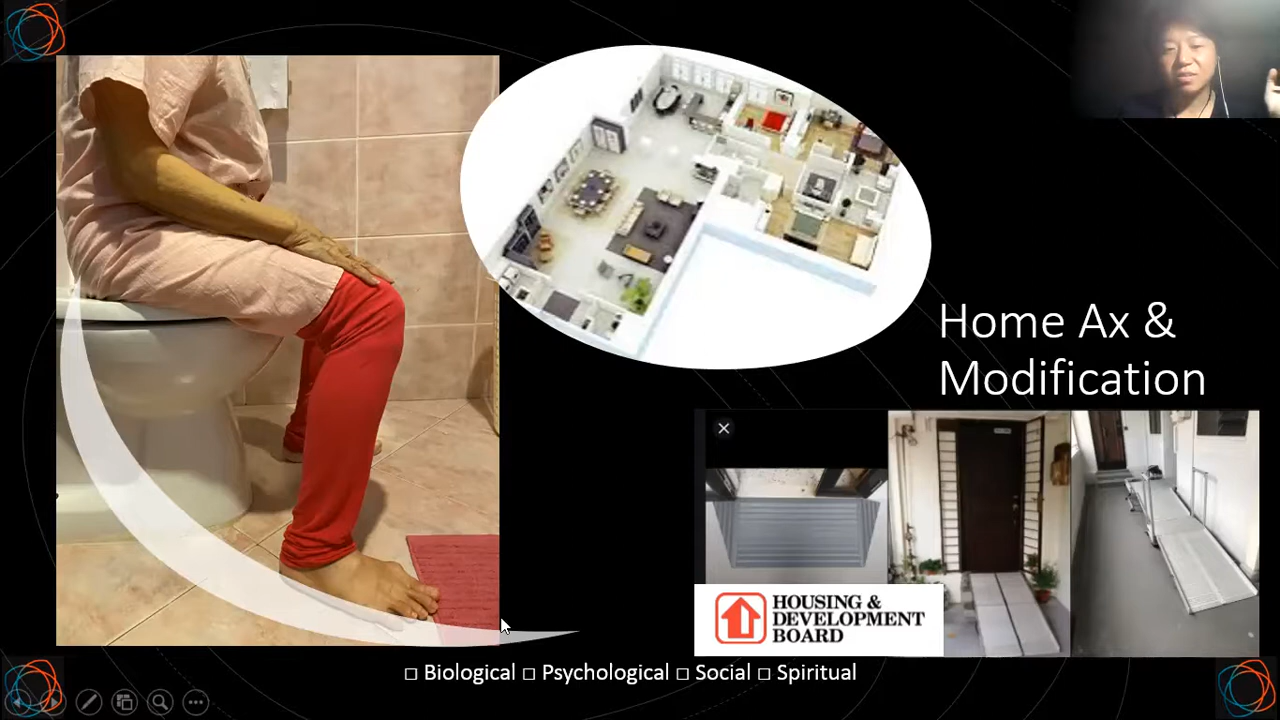 Home Ax &
Modification
HOUSING &
DEVELOPMENT
BOARD
□ Biological □ Psychological □ Social □ Spiritual